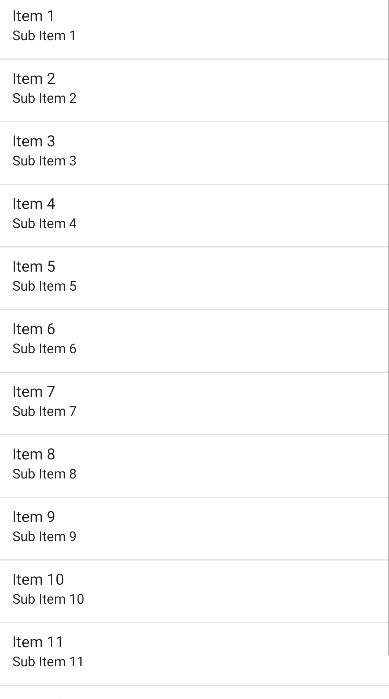 Item 1
Sub Item 1
Item 2
Sub Item 2
Item 3
Sub Item 3
Item 4
Sub Item 4
Item 5
Sub Item 5
Item 6
Sub Item 6
Item 7
Sub Item 7
Item 8
Sub Item 8
Item 9
Sub Item 9
Item 10
Sub Item 10
Item 11
Sub Item 11